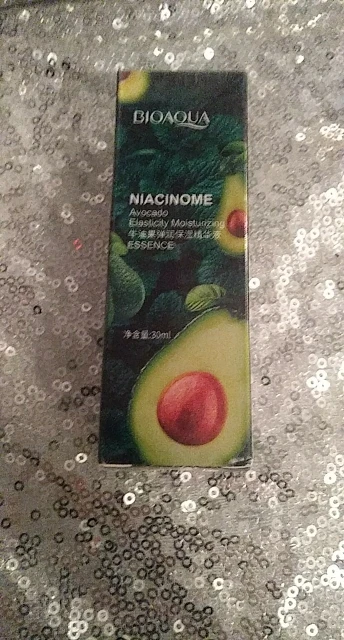 BIOAQUA
NIACINOME
Avocado
Elasticity Moisturizing
牛油果弹润保湿精华液
ESSENCE
净含量:30ml